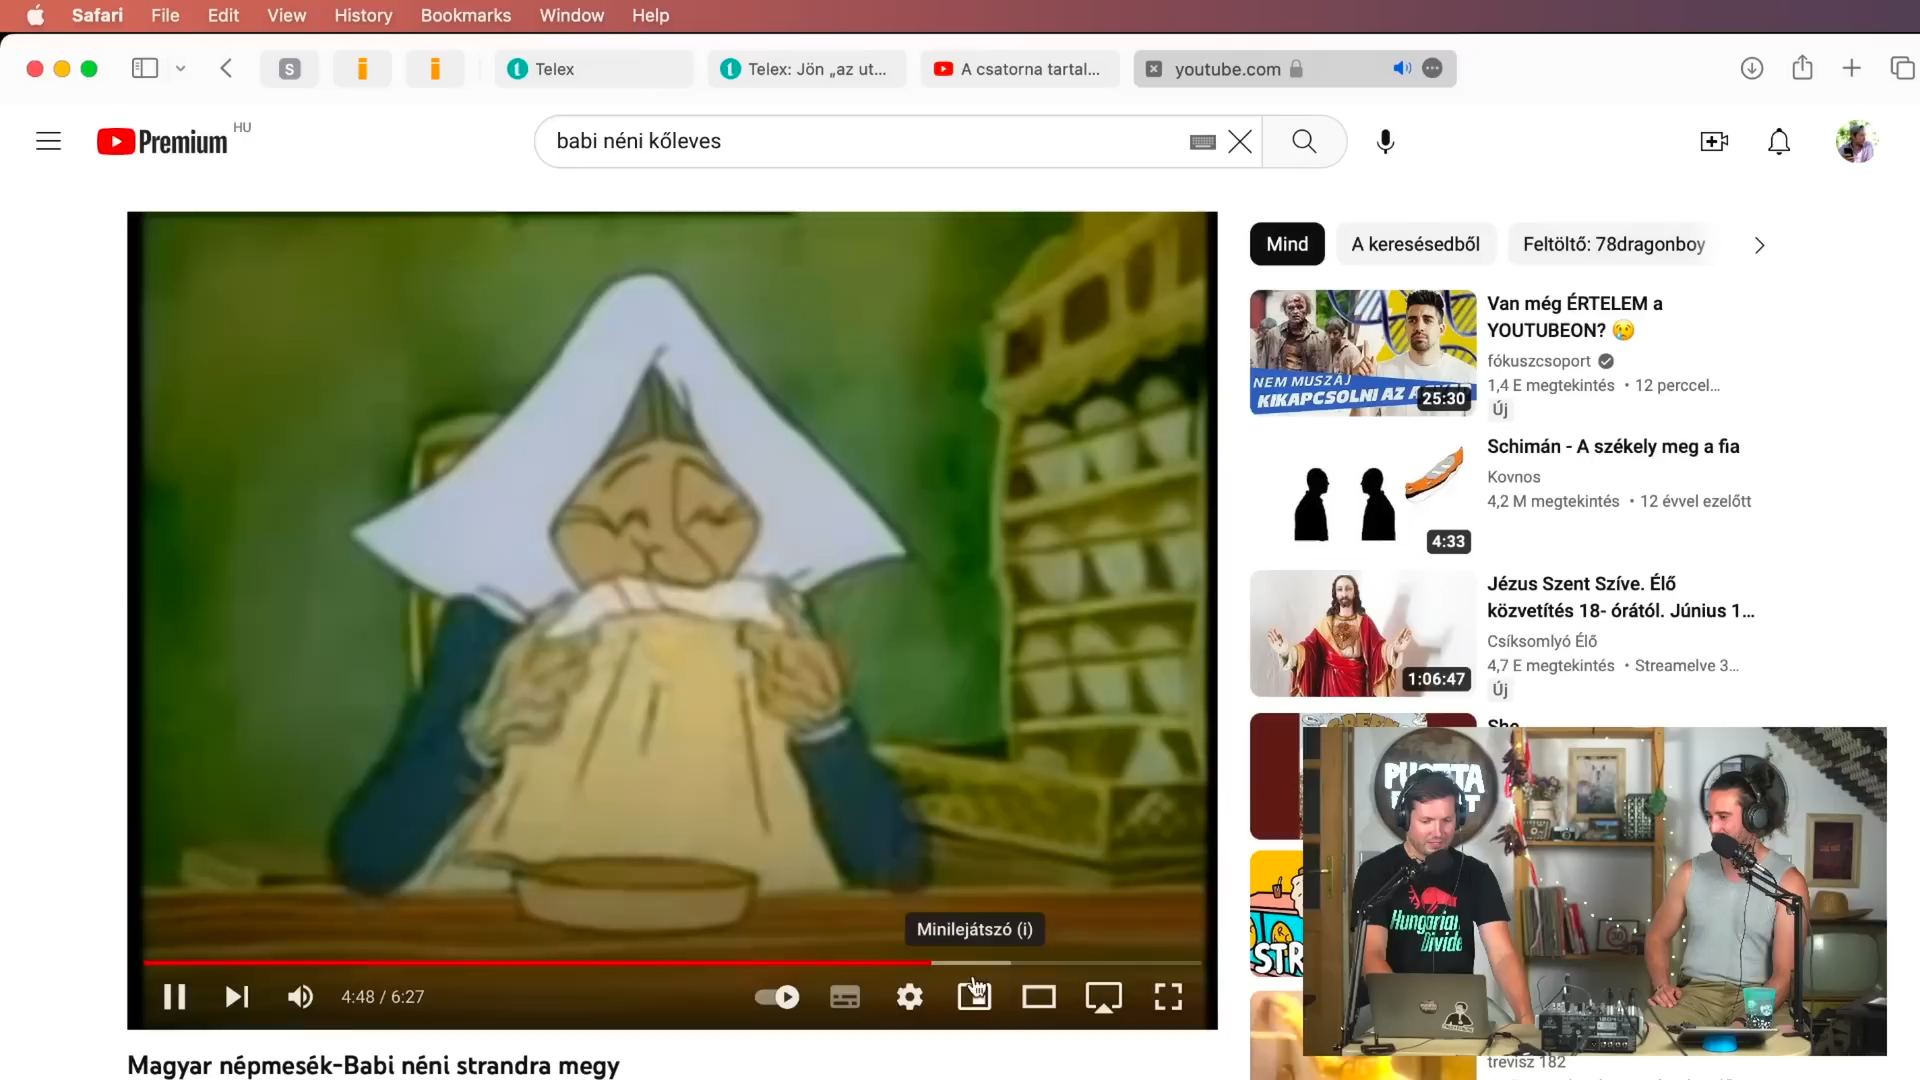 Safari File Edit View History Bookmarks Window Help
S
Telex
Telex: Jön „az ut...
A csatorna tartal...
youtube.com
Premium HU
babi néni kőleves
Mind
A keresésedből
Feltöltő: 78dragonboy
NEM MUSZÁJ
KIKAPCSOLNI AZ
25:30
Van még ÉRTELEM a
YOUTUBEON? 😢
fókuszcsoport
1,4 E megtekintés • 12 perccel...
Új
4:33
Schimán - A székely meg a fia
Kovnos
4,2 M megtekintés • 12 évvel ezelőtt
1:06:47
Jézus Szent Szíve. Élő
közvetítés 18- órától. Június 1...
Csíksomlyó Élő
4,7 E megtekintés • Streamelve 3...
Új
STR
Hungarian
Divide
trevisz 182
Minilejátszó (i)
4:48 / 6:27
Magyar népmesék-Babi néni strandra megy